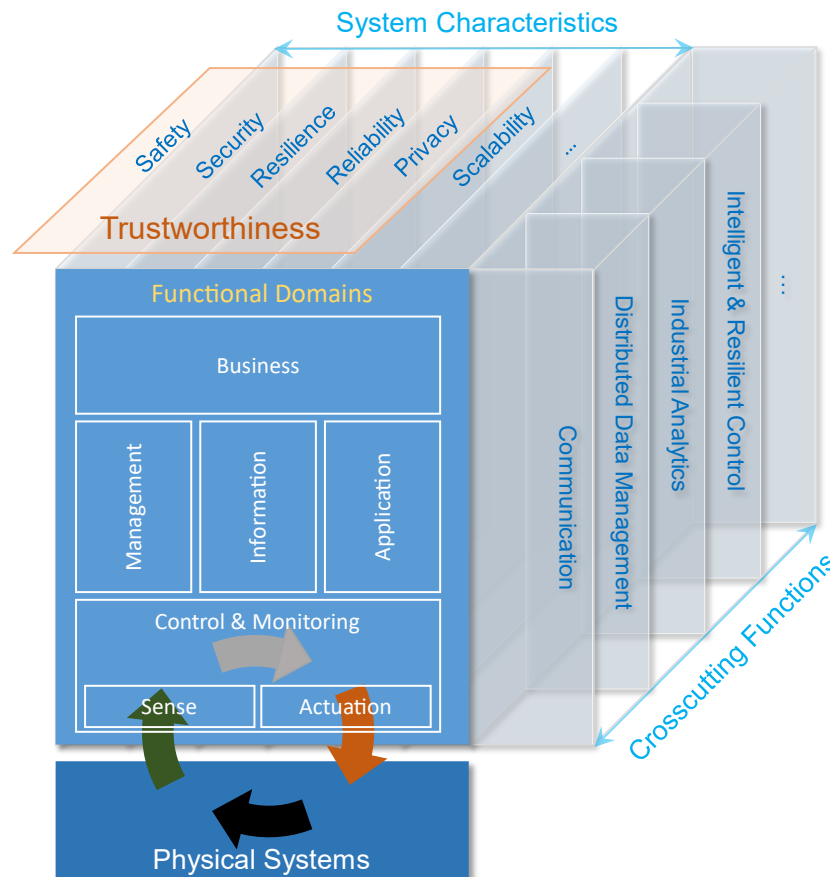 System Characteristics
Safety
Security
Resilience
Reliability
Privacy
Scalability
...
Trustworthiness
Functional Domains
Business
Management
Information
Application
Control & Monitoring
Sense
Actuation
Physical Systems
Communication
Distributed Data Management
Industrial Analytics
Intelligent & Resilient Control
...
Crosscutting Functions